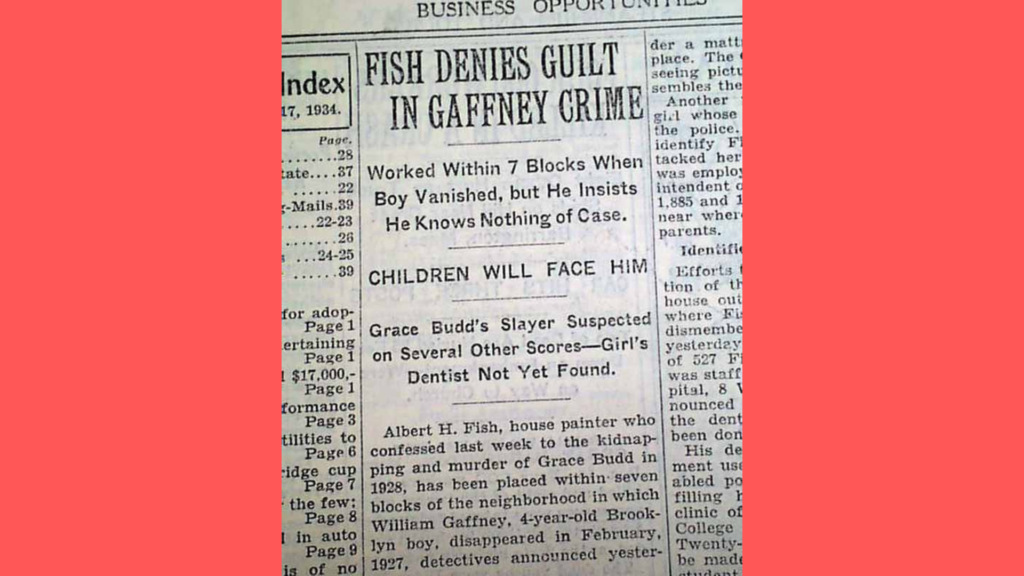 BUSINESS OPPORTUNITIES
Index
17, 1934.
Page.
........28
tate....37
......22
r-Mails.39
....22-23
......26
...24-25
......39
for adop-
Page 1
ertaining
Page 1
$17,000,-
Page 1
formance
Page 3
tilities to
Page 6
ridge cup
Page 7
the few;
Page 8
in auto
Page 9
is of no
FISH DENIES GUILT
IN GAFFNEY CRIME
Worked Within 7 Blocks When
Boy Vanished, but He Insists
He Knows Nothing of Case.
CHILDREN WILL FACE HIM
Grace Budd's Slayer Suspected
on Several Other Scores—Girl's
Dentist Not Yet Found.
Albert H. Fish, house painter who
confessed last week to the kidnap-
ping and murder of Grace Budd in
1928, has been placed within seven
blocks of the neighborhood in which
William Gaffney, 4-year-old Brook-
lyn boy, disappeared in February,
1927, detectives announced yester-
der a matt
place. The
seeing pictu
sembles the
Another
girl whose
the police.
identify Fi
tacked her
was employ
intendent o
1,885 and 1
near wher
parents.
Identifie
Efforts t
tion of th
house out
where Fis
dismembe
yesterday
of 527 F
was staff
pital, 8 W
nounced
the dent
been don
His de
ment use
abled po
filling h
clinic of
College
Twenty-
be made
student